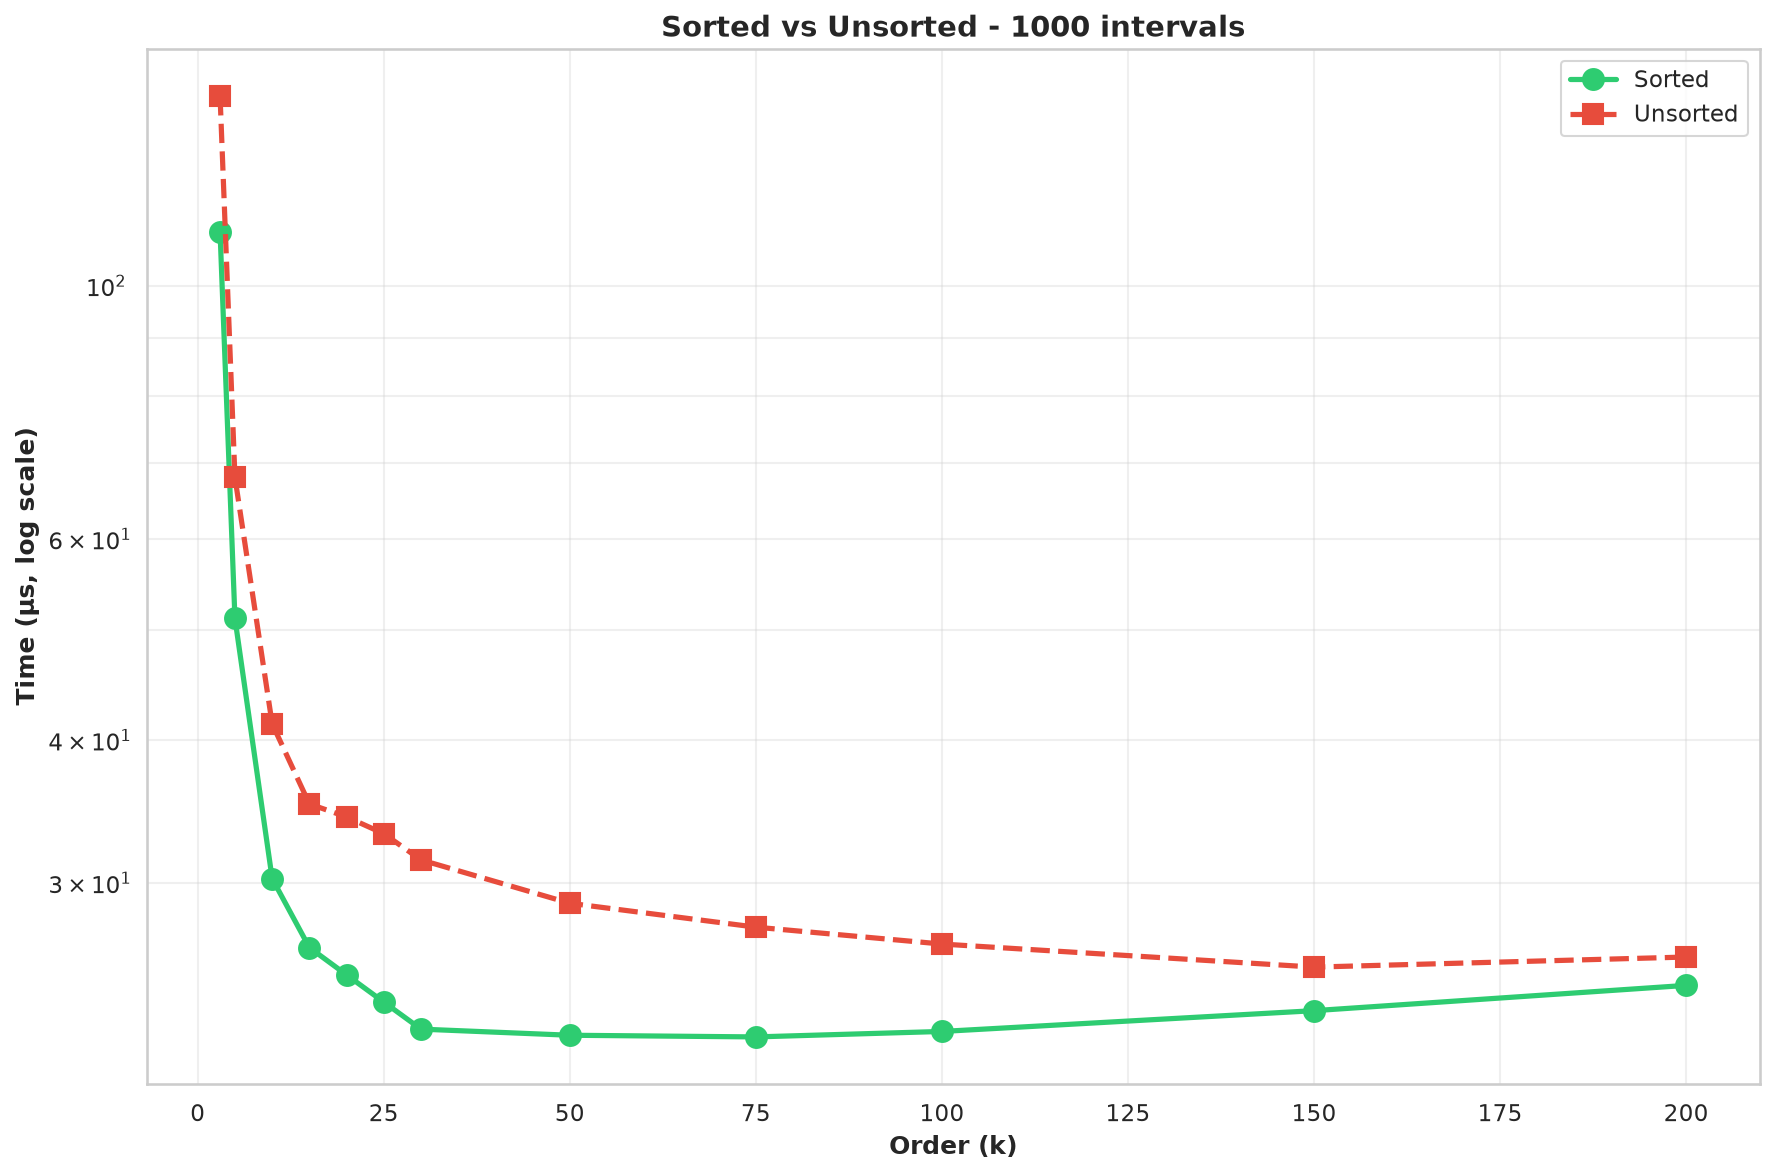 Sorted vs Unsorted - 1000 intervals
Sorted
Unsorted
Time (µs, log scale)
10²
6×10¹
4×10¹
3×10¹
0 25 50 75 100 125 150 175 200
Order (k)